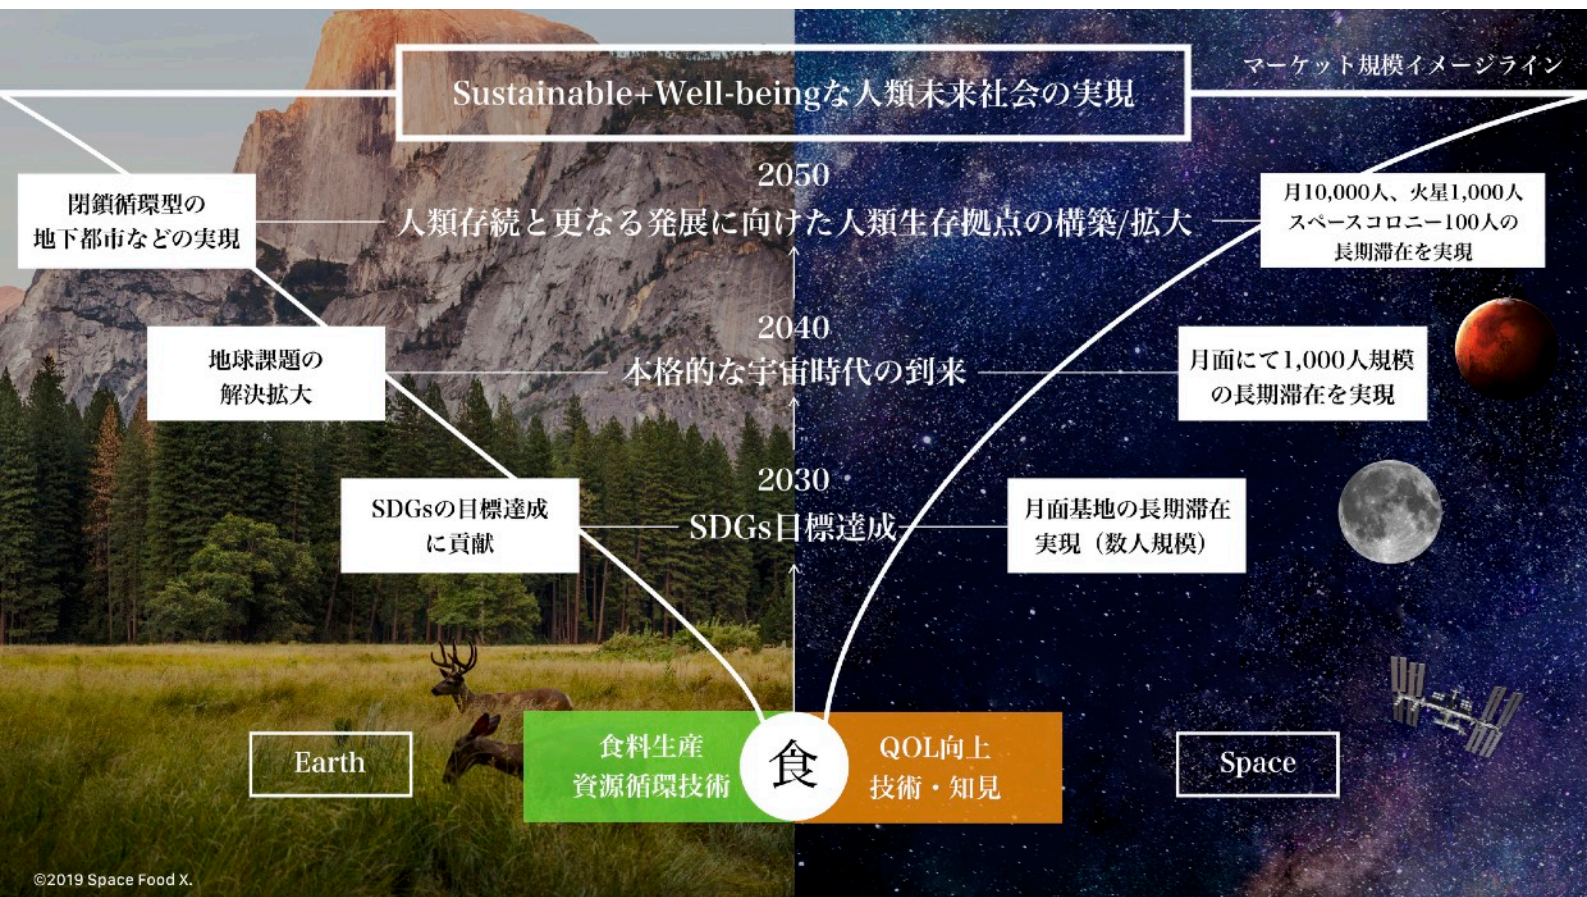 マーケット規模イメージライン
Sustainable+Well-beingな人類未来社会の実現
2050
人類存続と更なる発展に向けた人類生存拠点の構築/拡大
閉鎖循環型の
地下都市などの実現
月10,000人、火星1,000人
スペースコロニー100人の
長期滞在を実現
2040
本格的な宇宙時代の到来
地球課題の
解決拡大
月面にて1,000人規模
の長期滞在を実現
2030
SDGs目標達成
SDGsの目標達成
に貢献
月面基地の長期滞在
実現（数人規模）
Earth
食料生産
資源循環技術
食
QOL向上
技術・知見
Space
©2019 Space Food X.